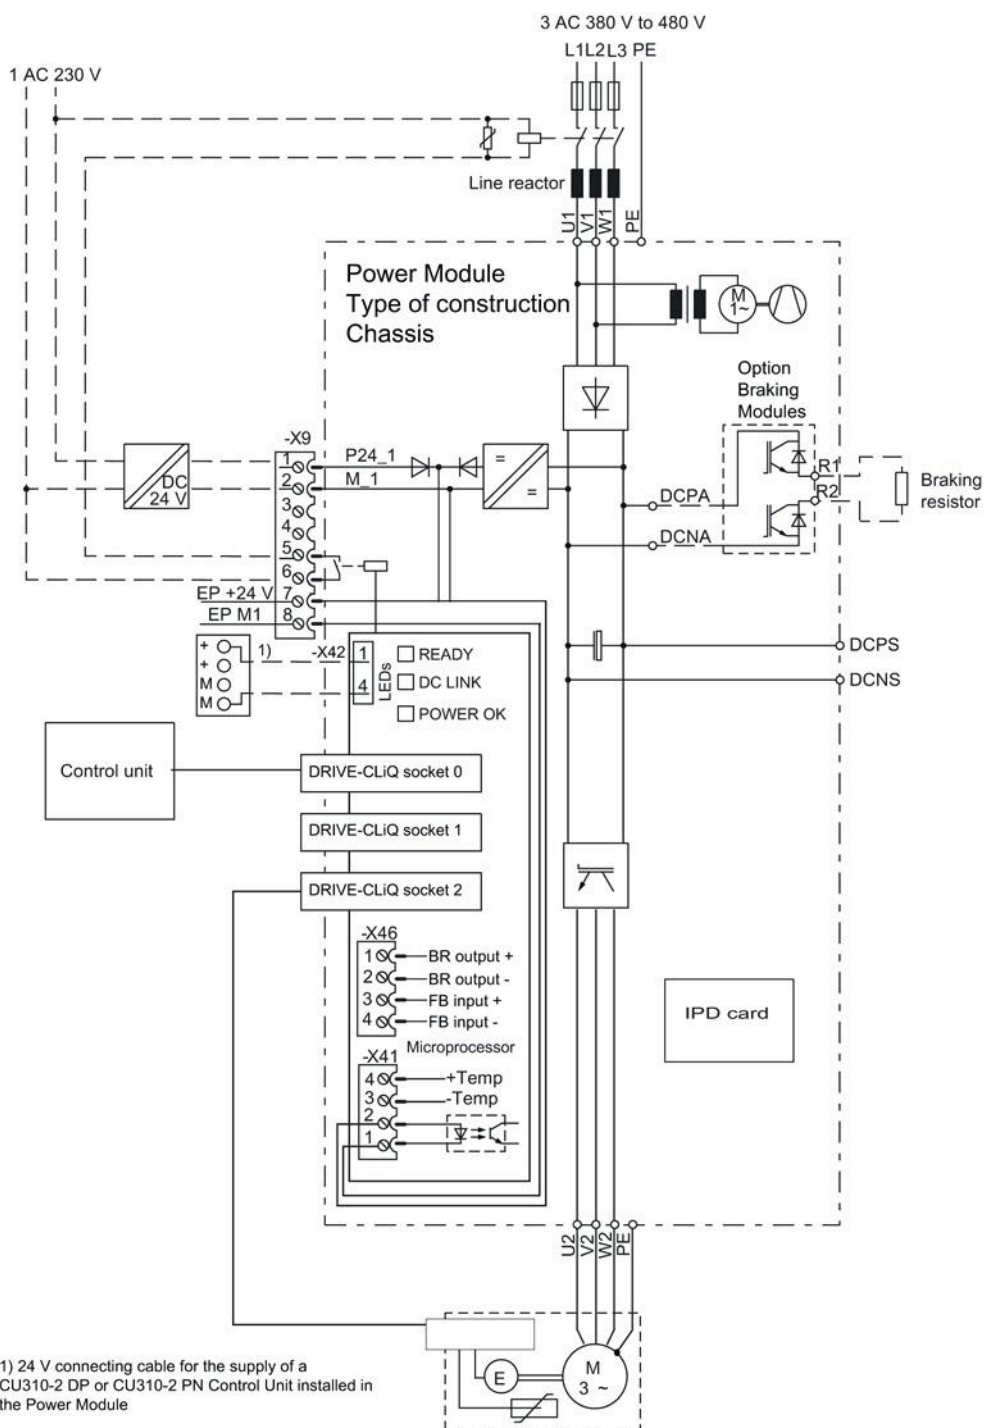 3 AC 380 V to 480 V
L1 L2 L3 PE
1 AC 230 V
Line reactor
U1
V1
W1
PE
Power Module
Type of construction
Chassis
M
1~
Option
Braking
Modules
-X9
1
2
3
4
5
6
7
8
P24_1
M_1
DC
24 V
=
=
R1
R2
Braking
resistor
DCPA
DCNA
EP +24 V
EP M1
+
+
M
M
1)
-X42
1
4
LEDs
READY
DC LINK
POWER OK
DCPS
DCNS
Control unit
DRIVE-CLiQ socket 0
DRIVE-CLiQ socket 1
DRIVE-CLiQ socket 2
-X46
1 BR output +
2 BR output -
3 FB input +
4 FB input -
Microprocessor
-X41
4 +Temp
3 -Temp
2
1
IPD card
U2
V2
W2
PE
E
M
3 ~
1) 24 V connecting cable for the supply of a
CU310-2 DP or CU310-2 PN Control Unit installed in
the Power Module